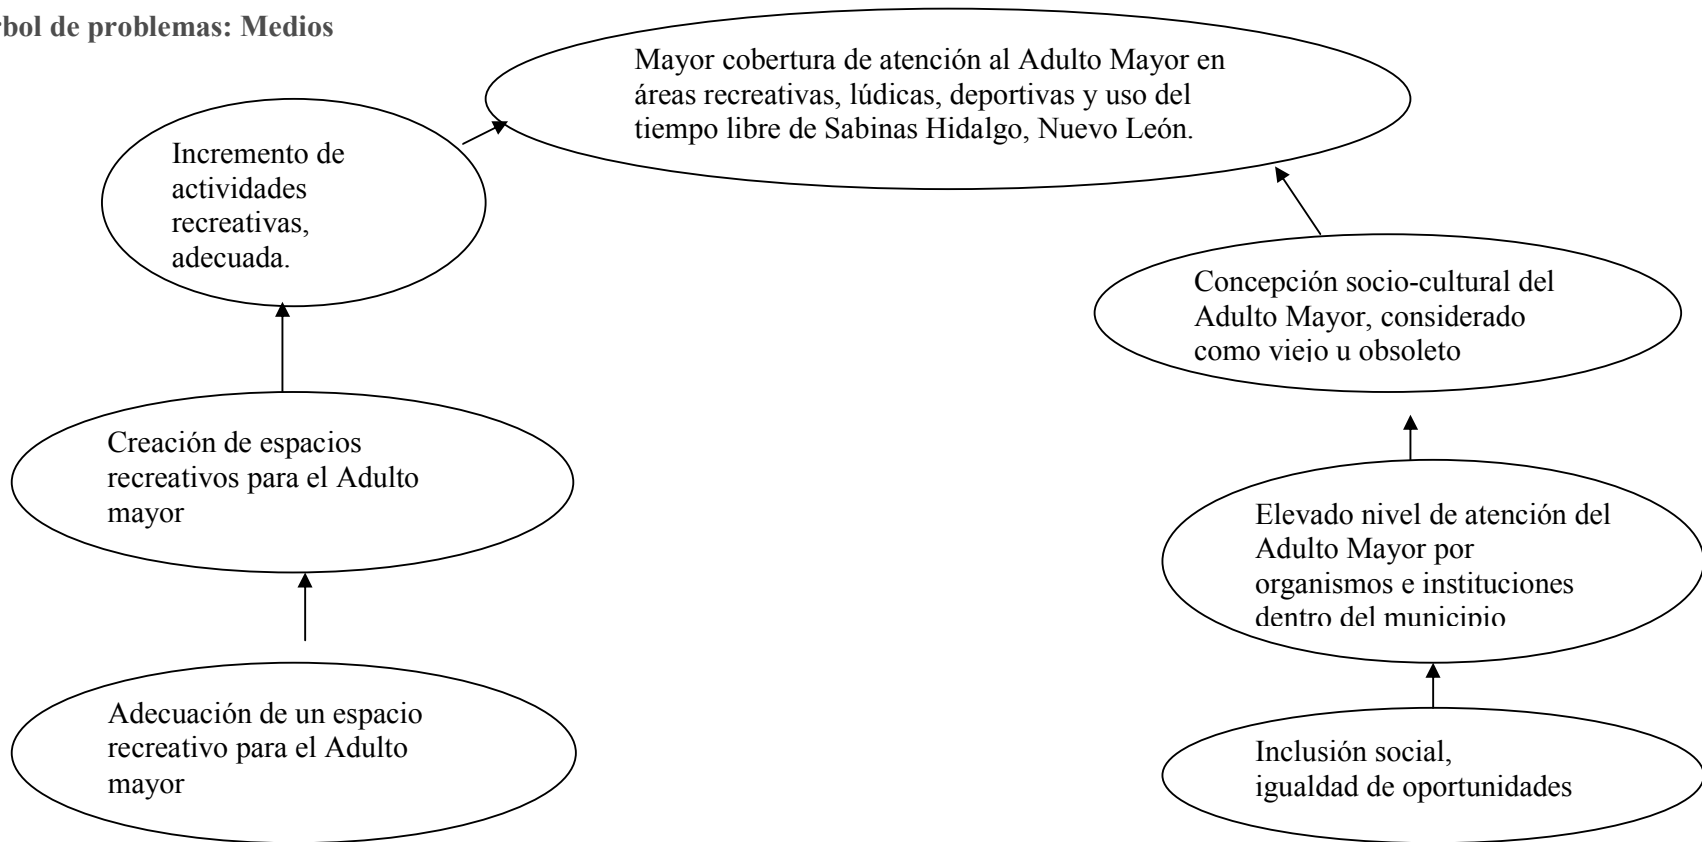 rbol de problemas: Medios
Mayor cobertura de atención al Adulto Mayor en
áreas recreativas, lúdicas, deportivas y uso del
tiempo libre de Sabinas Hidalgo, Nuevo León.
Incremento de
actividades
recreativas,
adecuada.
Concepción socio-cultural del
Adulto Mayor, considerado
como viejo u obsoleto
Creación de espacios
recreativos para el Adulto
mayor
Elevado nivel de atención del
Adulto Mayor por
organismos e instituciones
dentro del municipio
Adecuación de un espacio
recreativo para el Adulto
mayor
Inclusión social,
igualdad de oportunidades